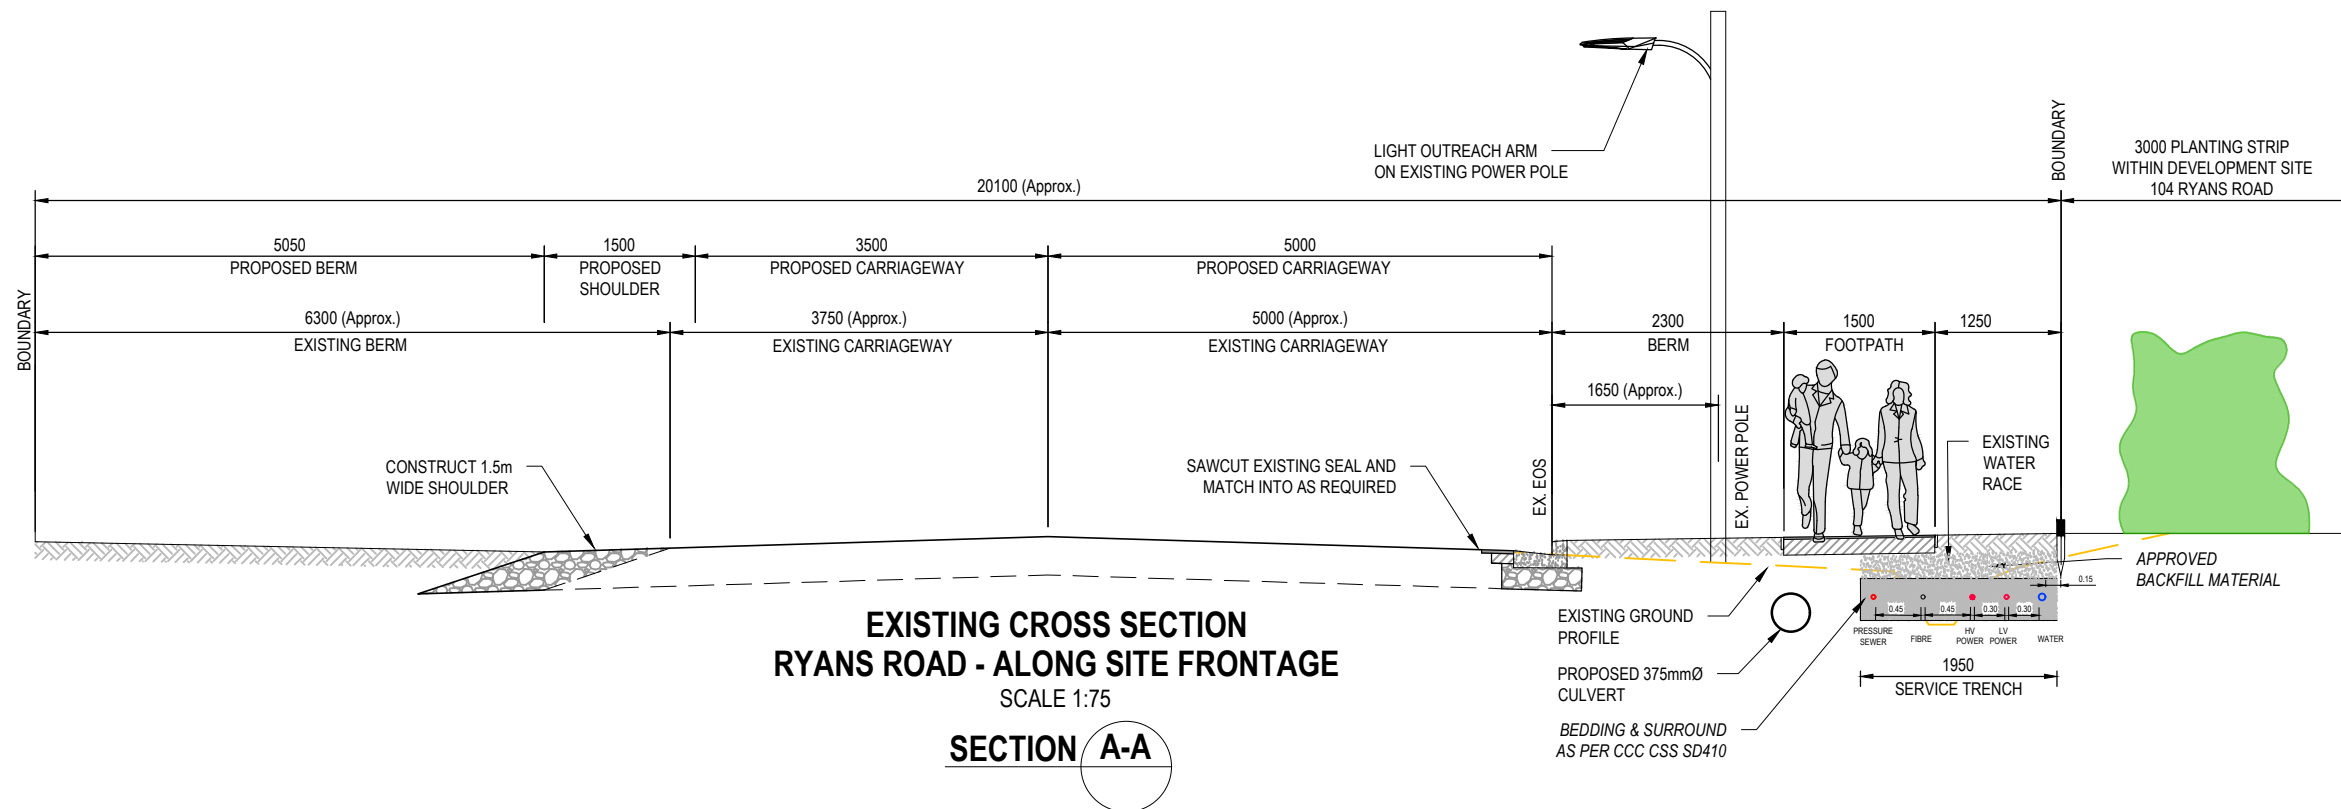 LIGHT OUTREACH ARM
ON EXISTING POWER POLE
BOUNDARY
3000 PLANTING STRIP
WITHIN DEVELOPMENT SITE
104 RYANS ROAD
20100 (Approx.)
5050
PROPOSED BERM
1500
PROPOSED
SHOULDER
3500
PROPOSED CARRIAGEWAY
5000
PROPOSED CARRIAGEWAY
BOUNDARY
6300 (Approx.)
EXISTING BERM
3750 (Approx.)
EXISTING CARRIAGEWAY
5000 (Approx.)
EXISTING CARRIAGEWAY
2300
BERM
1500
FOOTPATH
1250
1650 (Approx.)
EX. POWER POLE
EX. EOS
CONSTRUCT 1.5m
WIDE SHOULDER
SAWCUT EXISTING SEAL AND
MATCH INTO AS REQUIRED
EXISTING
WATER
RACE
APPROVED
BACKFILL MATERIAL
0.15
0.45
0.45
0.30
0.30
PRESSURE
SEWER
FIBRE
HV
POWER
LV
POWER
WATER
1950
SERVICE TRENCH
EXISTING GROUND
PROFILE
PROPOSED 375mmØ
CULVERT
BEDDING & SURROUND
AS PER CCC CSS SD410
EXISTING CROSS SECTION
RYANS ROAD - ALONG SITE FRONTAGE
SCALE 1:75
SECTION A-A